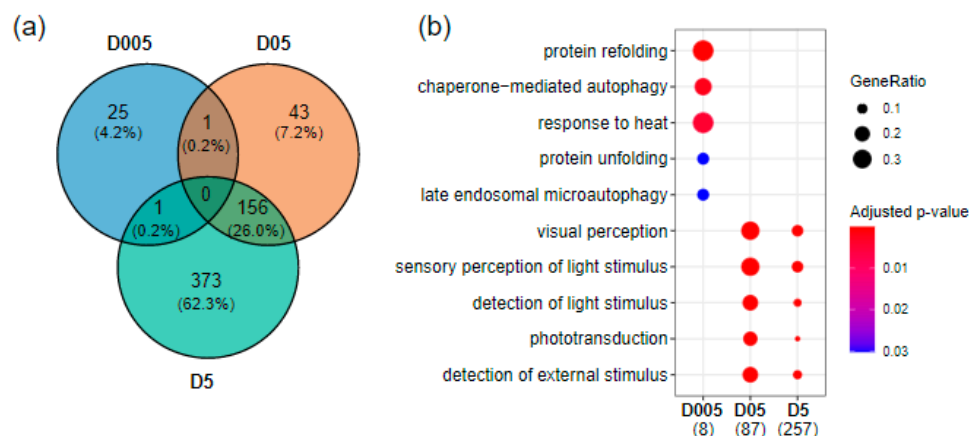 (a)
D005
D05
25
(4.2%)
1
(0.2%)
43
(7.2%)
0
1
(0.2%)
156
(26.0%)
373
(62.3%)
D5
(b)
protein refolding
chaperone-mediated autophagy
response to heat
protein unfolding
late endosomal microautophagy
visual perception
sensory perception of light stimulus
detection of light stimulus
phototransduction
detection of external stimulus
D005
(8)
D05
(87)
D5
(257)
GeneRatio
0.1
0.2
0.3
Adjusted p-value
0.01
0.02
0.03